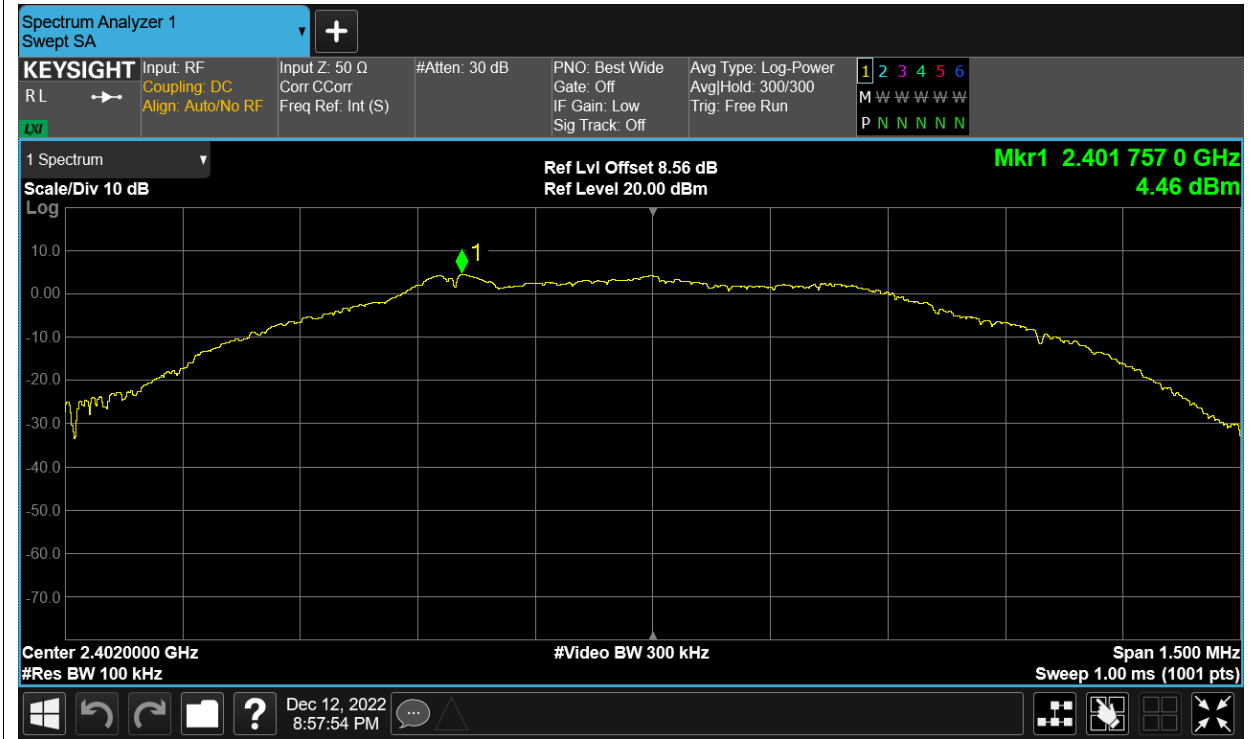 Spectrum Analyzer 1
Swept SA
+
KEYSIGHT
R L
LXI
Input: RF
Coupling: DC
Align: Auto/No RF
Input Z: 50 Ω
Corr CCorr
Freq Ref: Int (S)
#Atten: 30 dB
PNO: Best Wide
Gate: Off
IF Gain: Low
Sig Track: Off
Avg Type: Log-Power
Avg|Hold: 300/300
Trig: Free Run
1 2 3 4 5 6
M W W W W W
P N N N N N
1 Spectrum
Scale/Div 10 dB
Log
Ref Lvl Offset 8.56 dB
Ref Level 20.00 dBm
Mkr1 2.401 757 0 GHz
4.46 dBm
1
10.0
0.00
-10.0
-20.0
-30.0
-40.0
-50.0
-60.0
-70.0
Center 2.4020000 GHz
#Res BW 100 kHz
#Video BW 300 kHz
Span 1.500 MHz
Sweep 1.00 ms (1001 pts)
?
Dec 12, 2022
8:57:54 PM